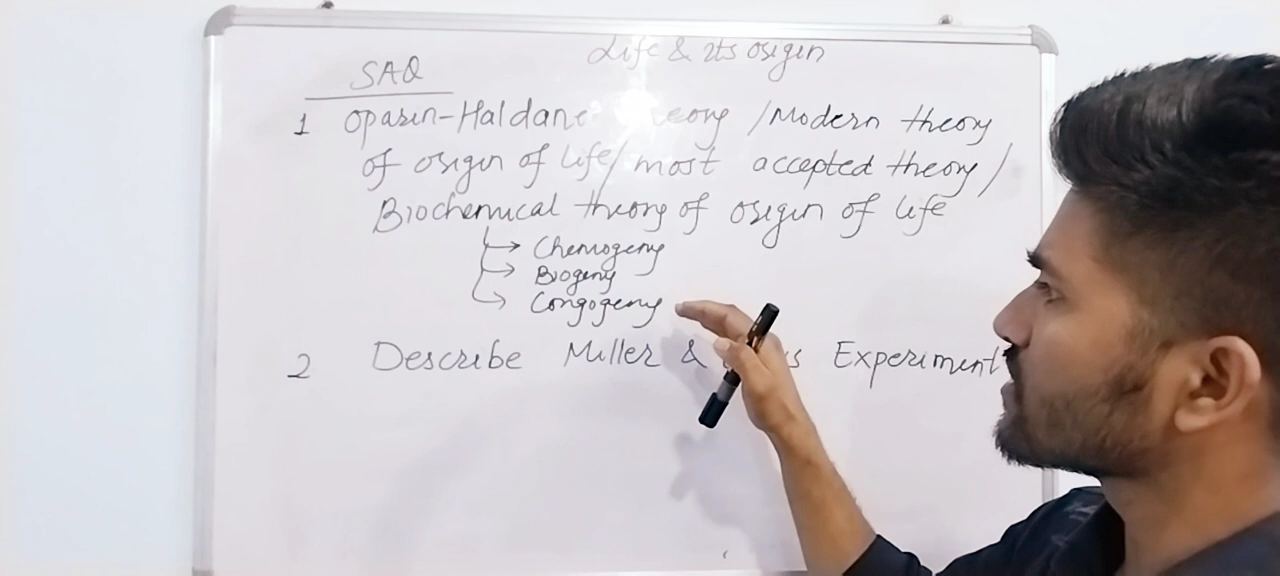 Life & its origin
SAQ
1 Oparin-Haldane /Modern theory
of origin of life/most accepted theory/
Biochemical theory of origin of life
Chemogeny
Biogeny
Congogeny
2 Describe Miller & Experiment